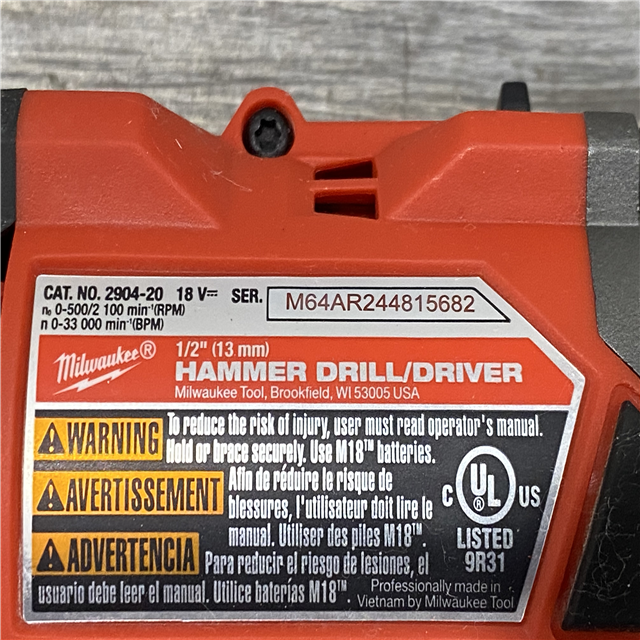 CAT. NO. 2904-20 18 V⎓ SER. M64AR244815682
n₀ 0-500/2 100 min⁻¹(RPM)
n 0-33 000 min⁻¹(BPM)
Milwaukee®
1/2" (13 mm)
HAMMER DRILL/DRIVER
Milwaukee Tool, Brookfield, WI 53005 USA
WARNING To reduce the risk of injury, user must read operator's manual.
Hold or brace securely. Use M18™ batteries.
AVERTISSEMENT Afin de réduire le risque de
blessures, l'utilisateur doit lire le
manual. Utiliser des piles M18™.
ADVERTENCIA Para reducir el riesgo de lesiones, el
usuario debe leer el manual. Utilice baterías M18™.
C UL® US
LISTED
9R31
Professionally made in
Vietnam by Milwaukee Tool